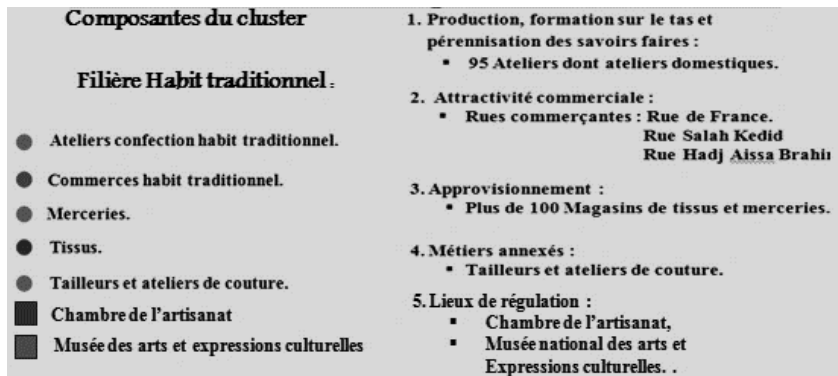 Composantes du cluster
Filière Habit traditionnel :
Ateliers confection habit traditionnel.
Commerces habit traditionnel.
Merceries.
Tissus.
Tailleurs et ateliers de couture.
Chambre de l'artisanat
Musée des arts et expressions culturelles
1. Production, formation sur le tas et
pérennisation des savoirs faires :
▪ 95 Ateliers dont ateliers domestiques.
2. Attractivité commerciale :
▪ Rues commerçantes : Rue de France.
Rue Salah Kedid
Rue Hadj Aissa Brahi
3. Approvisionnement :
▪ Plus de 100 Magasins de tissus et merceries.
4. Métiers annexés :
▪ Tailleurs et ateliers de couture.
5. Lieux de régulation :
▪ Chambre de l'artisanat,
▪ Musée national des arts et
Expressions culturelles. .